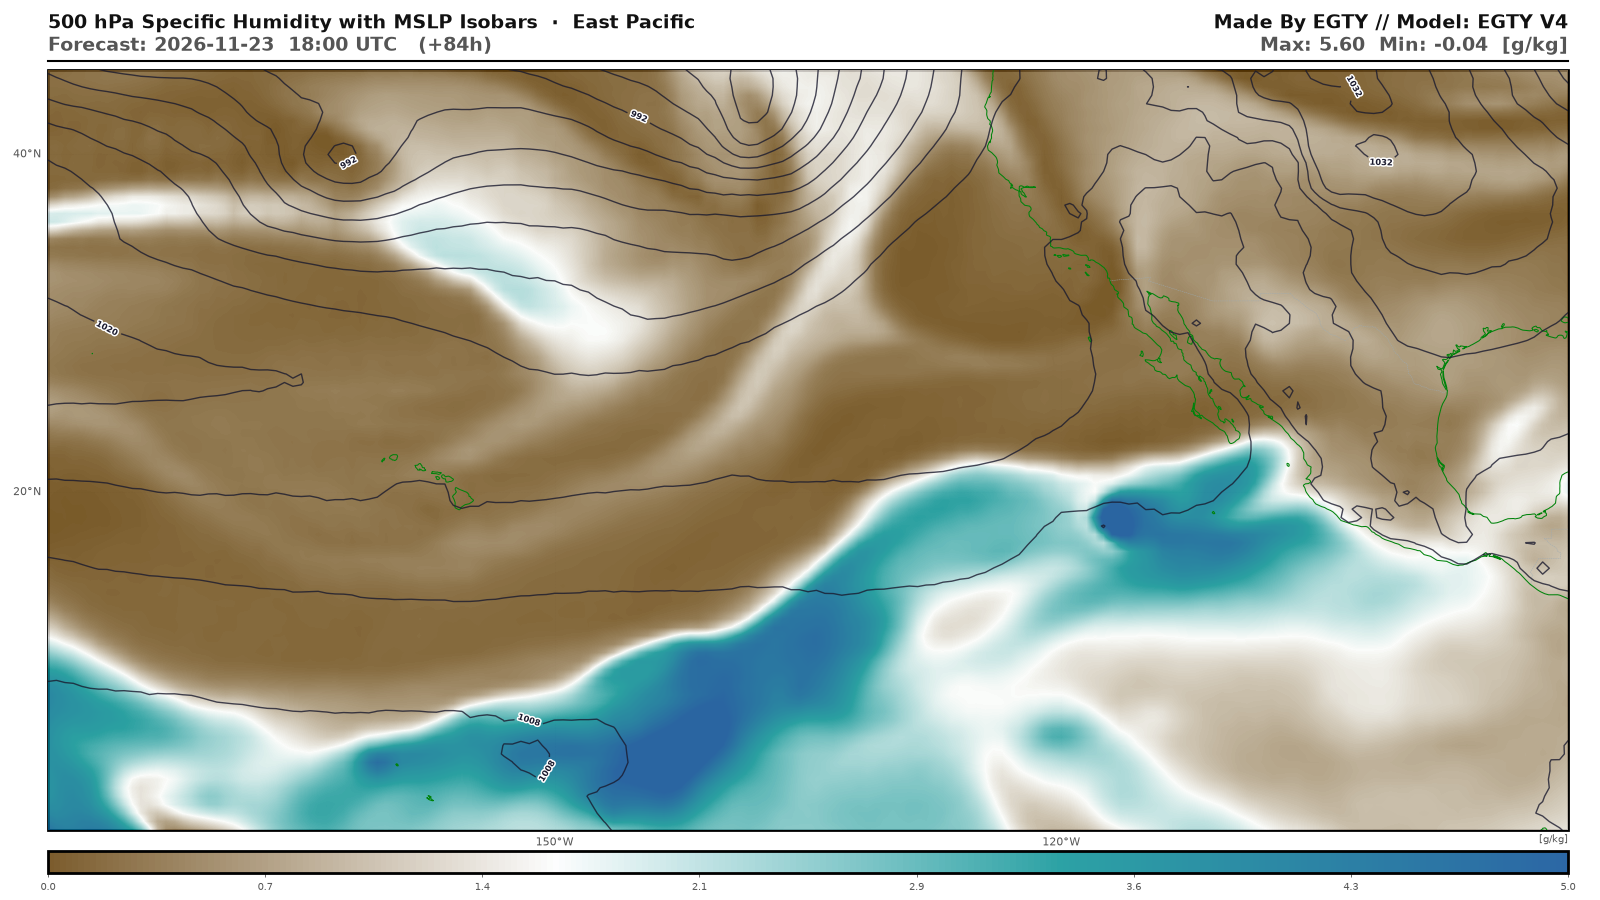 500 hPa Specific Humidity with MSLP Isobars · East Pacific
Made By EGTY // Model: EGTY V4
Forecast: 2026-11-23 18:00 UTC (+84h)
Max: 5.60 Min: -0.04 [g/kg]
1032
992
40°N
992
1032
1020
20°N
1008
1008
150°W
120°W
[g/kg]
0.0
0.7
1.4
2.1
2.9
3.6
4.3
5.0